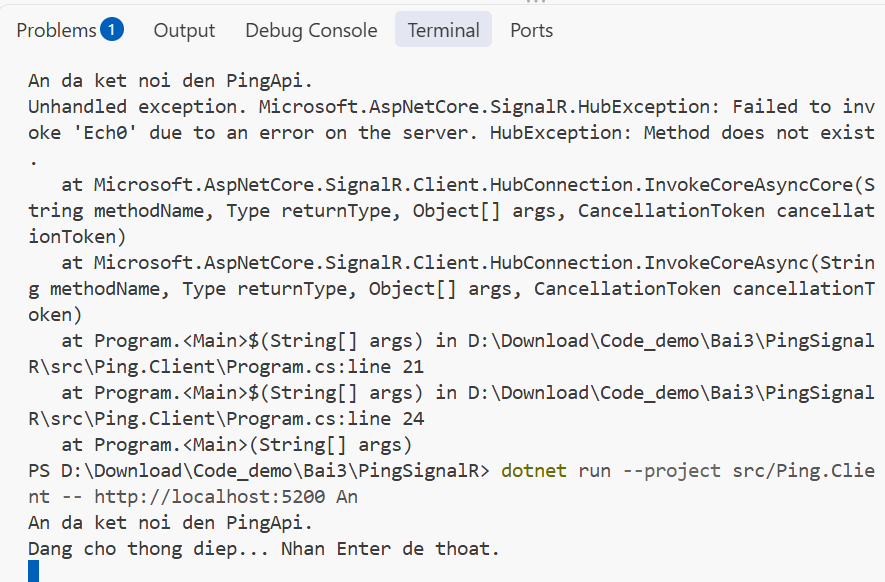 Problems 1 Output Debug Console Terminal Ports
An da ket noi den PingApi.
Unhandled exception. Microsoft.AspNetCore.SignalR.HubException: Failed to inv
oke 'Ech0' due to an error on the server. HubException: Method does not exist
.
   at Microsoft.AspNetCore.SignalR.Client.HubConnection.InvokeCoreAsyncCore(S
tring methodName, Type returnType, Object[] args, CancellationToken cancellat
ionToken)
   at Microsoft.AspNetCore.SignalR.Client.HubConnection.InvokeCoreAsync(Strin
g methodName, Type returnType, Object[] args, CancellationToken cancellationT
oken)
   at Program.<Main>$(String[] args) in D:\Download\Code_demo\Bai3\PingSignal
R\src\Ping.Client\Program.cs:line 21
   at Program.<Main>$(String[] args) in D:\Download\Code_demo\Bai3\PingSignal
R\src\Ping.Client\Program.cs:line 24
   at Program.<Main>(String[] args)
PS D:\Download\Code_demo\Bai3\PingSignalR> dotnet run --project src/Ping.Clie
nt -- http://localhost:5200 An
An da ket noi den PingApi.
Dang cho thong diep... Nhan Enter de thoat.